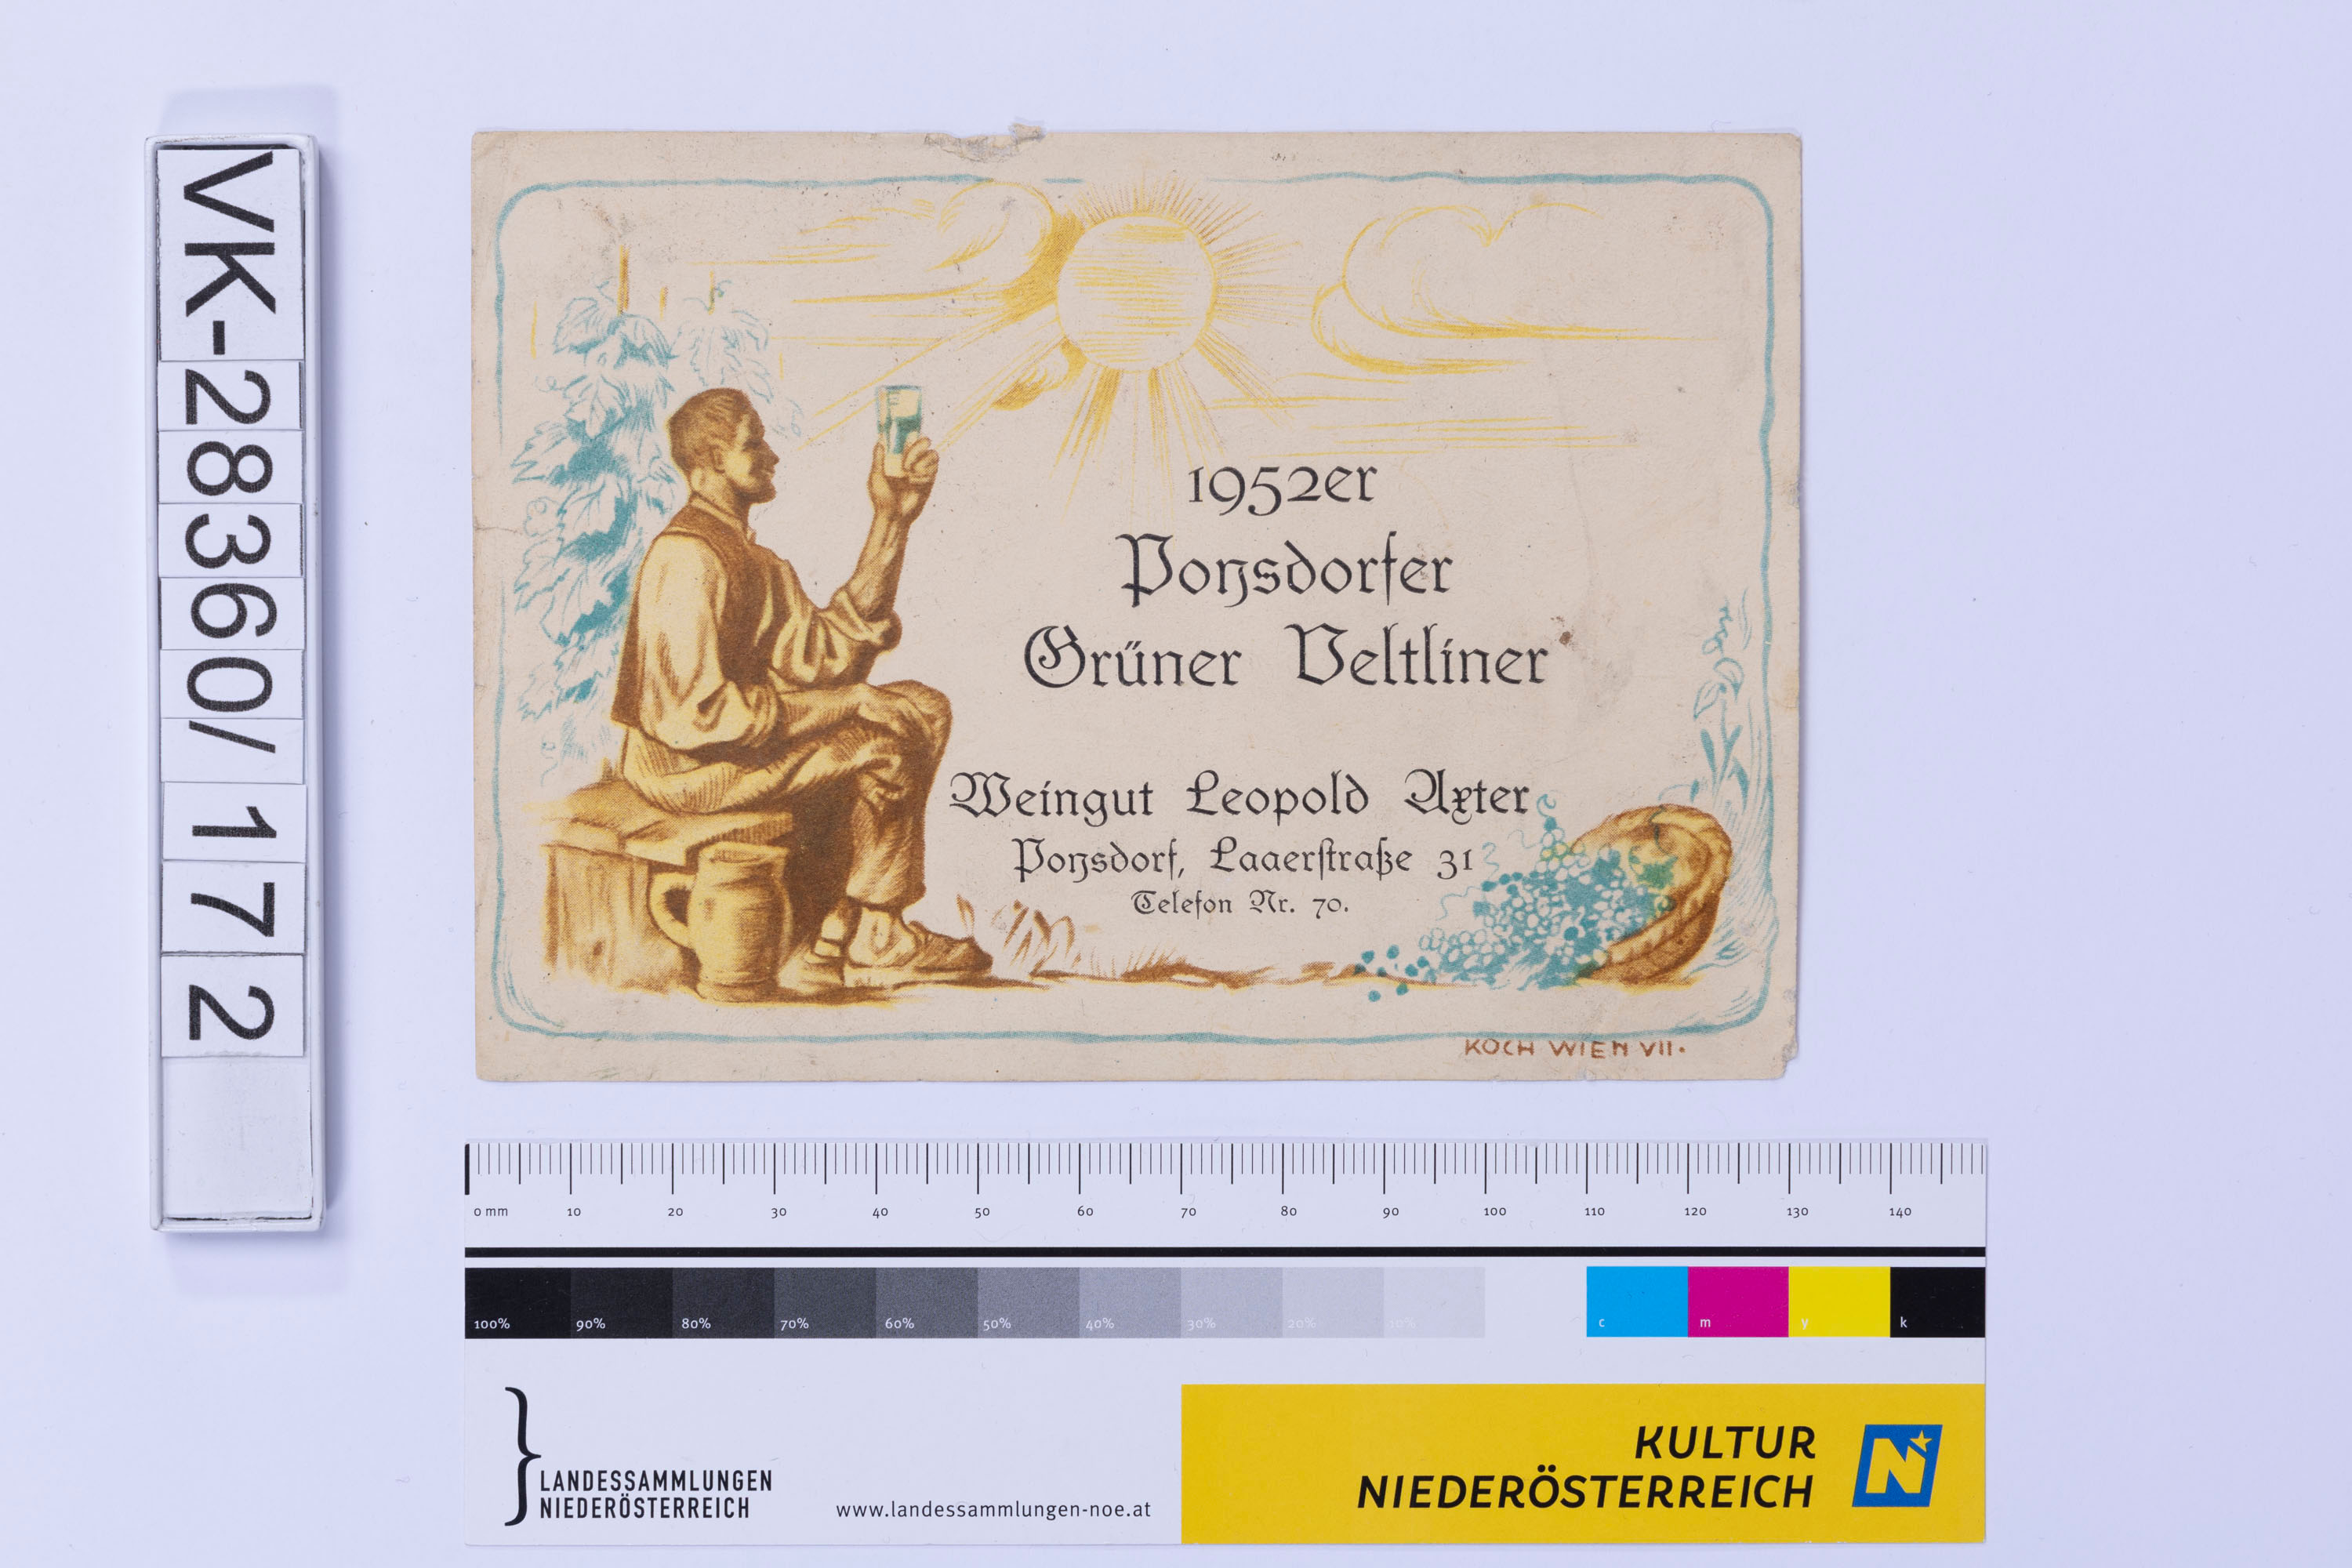 VK-28360/172
1952er
Poysdorfer
Grüner Veltliner
Weingut Leopold Axter
Poysdorf, Laaerstraße 31
Telefon Nr. 70.
KOCH WIEN VII.
0 mm 10 20 30 40 50 60 70 80 90 100 110 120 130 140
100% 90% 80% 70% 60% 50% 40% 30% 20% 10% c m y k
LANDESSAMMLUNGEN
NIEDERÖSTERREICH
www.landessammlungen-noe.at
KULTUR
NIEDERÖSTERREICH
N